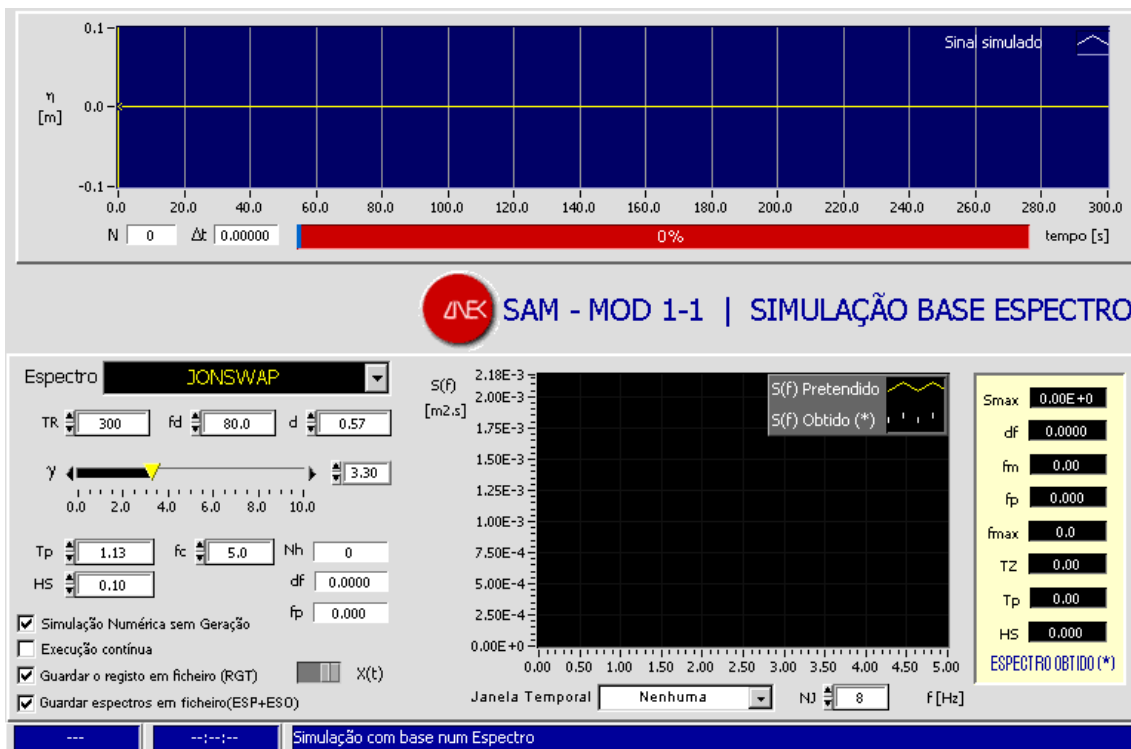 0.1
Sinal simulado
η
[m]
0.0
-0.1
0.0 20.0 40.0 60.0 80.0 100.0 120.0 140.0 160.0 180.0 200.0 220.0 240.0 260.0 280.0 300.0
N 0 Δt 0.00000 0% tempo [s]
LNEC SAM - MOD 1-1 | SIMULAÇÃO BASE ESPECTRO
Espectro JONSWAP
TR 300 fd 80.0 d 0.57
γ 3.30
0.0 2.0 4.0 6.0 8.0 10.0
Tp 1.13 fc 5.0 Nh 0
HS 0.10 df 0.0000
fp 0.000
Simulação Numérica sem Geração
Execução contínua
Guardar o registo em ficheiro (RGT) X(t)
Guardar espectros em ficheiro(ESP+ESO)
S(f)
[m2.s]
2.18E-3
2.00E-3
1.75E-3
1.50E-3
1.25E-3
1.00E-3
7.50E-4
5.00E-4
2.50E-4
0.00E+0
S(f) Pretendido
S(f) Obtido (*)
0.00 0.50 1.00 1.50 2.00 2.50 3.00 3.50 4.00 4.50 5.00
Janela Temporal Nenhuma NJ 8 f[Hz]
Smax 0.00E+0
df 0.0000
fm 0.00
fp 0.000
fmax 0.0
TZ 0.00
Tp 0.00
HS 0.000
ESPECTRO OBTIDO (*)
--- --:--:-- Simulação com base num Espectro